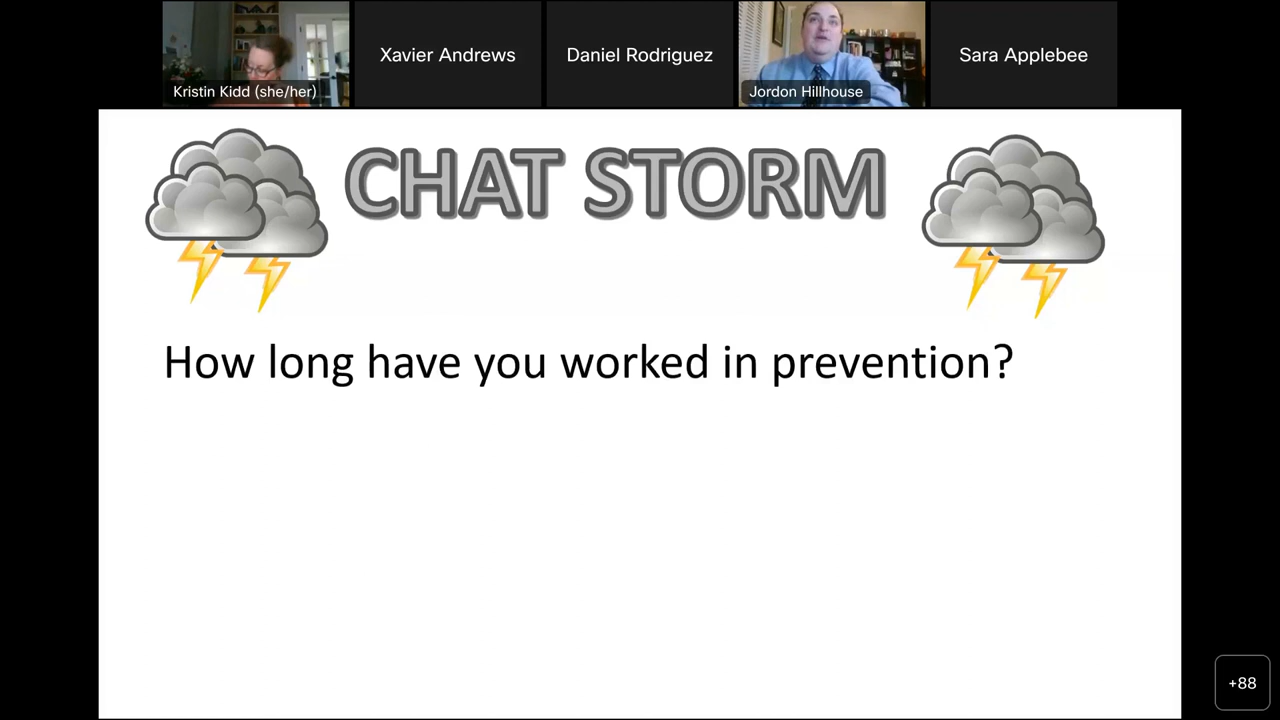 Kristin Kidd (she/her)
Xavier Andrews
Daniel Rodriguez
Jordon Hillhouse
Sara Applebee
CHAT STORM
How long have you worked in prevention?
+88